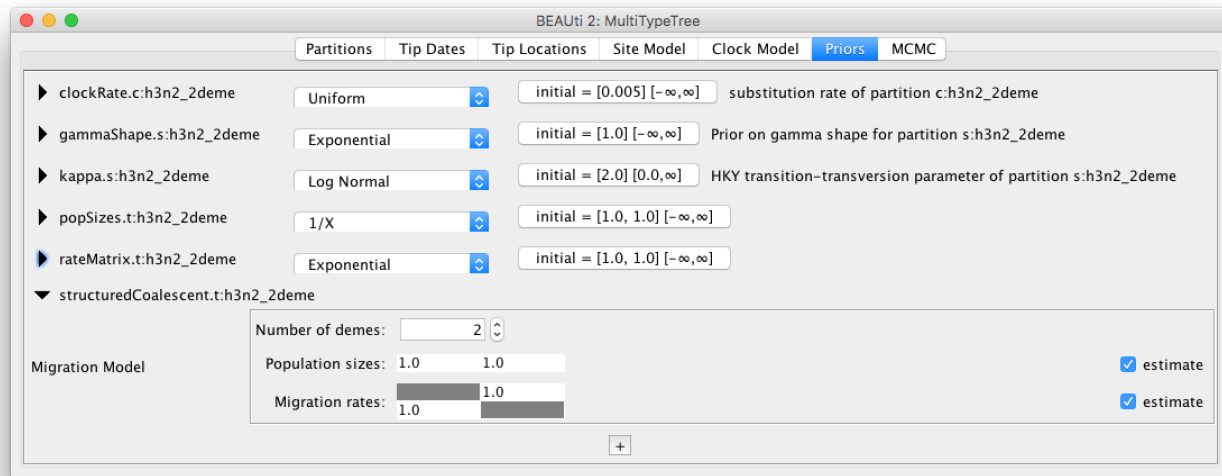 BEAUti 2: MultiTypeTree
Partitions Tip Dates Tip Locations Site Model Clock Model Priors MCMC
clockRate.c:h3n2_2deme Uniform initial = [0.005] [-∞,∞] substitution rate of partition c:h3n2_2deme
gammaShape.s:h3n2_2deme Exponential initial = [1.0] [-∞,∞] Prior on gamma shape for partition s:h3n2_2deme
kappa.s:h3n2_2deme Log Normal initial = [2.0] [0.0,∞] HKY transition-transversion parameter of partition s:h3n2_2deme
popSizes.t:h3n2_2deme 1/X initial = [1.0, 1.0] [-∞,∞]
rateMatrix.t:h3n2_2deme Exponential initial = [1.0, 1.0] [-∞,∞]
structuredCoalescent.t:h3n2_2deme
Number of demes: 2
Migration Model Population sizes: 1.0 1.0 estimate
Migration rates: 1.0 estimate
1.0
+